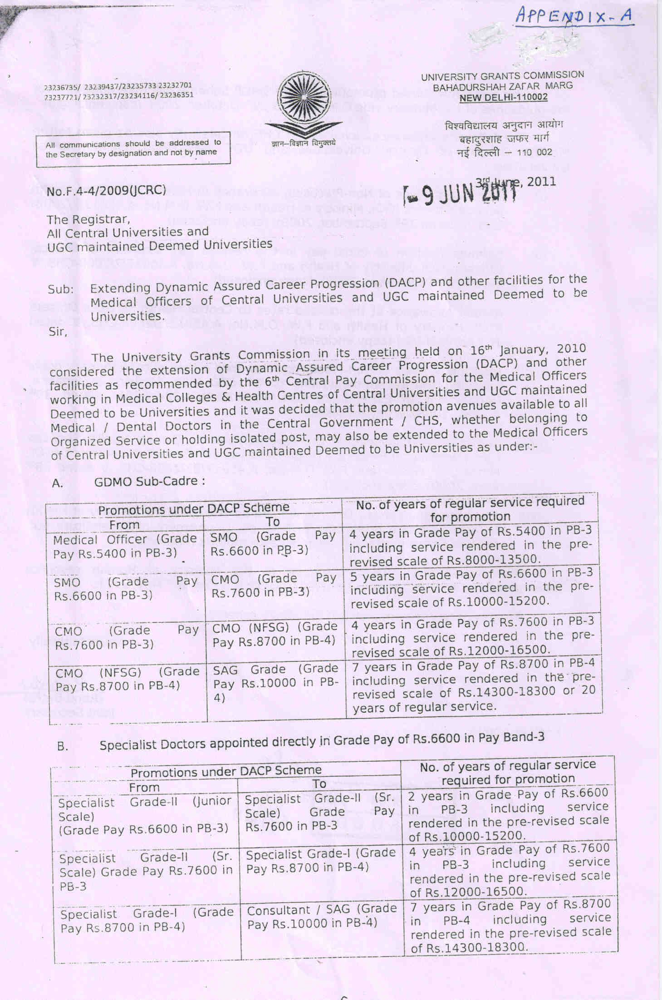 APPENDIX-A
23236735/ 23239437/23235733 23232701
23237721/ 23232317/23234116/ 23236351
All communications should be addressed to
the Secretary by designation and not by name
ज्ञान-विज्ञान विमुक्तये
UNIVERSITY GRANTS COMMISSION
BAHADURSHAH ZAFAR MARG
NEW DELHI-110002
विश्वविद्यालय अनुदान आयोग
बहादुरशाह जफर मार्ग
नई दिल्ली – 110 002
No.F.4-4/2009(JCRC)
3rd June, 2011
- 9 JUN 2011
The Registrar,
All Central Universities and
UGC maintained Deemed Universities
Sub: Extending Dynamic Assured Career Progression (DACP) and other facilities for the
Medical Officers of Central Universities and UGC maintained Deemed to be
Universities.
Sir,
The University Grants Commission in its meeting held on 16th January, 2010
considered the extension of Dynamic Assured Career Progression (DACP) and other
facilities as recommended by the 6th Central Pay Commission for the Medical Officers
working in Medical Colleges & Health Centres of Central Universities and UGC maintained
Deemed to be Universities and it was decided that the promotion avenues available to all
Medical / Dental Doctors in the Central Government / CHS, whether belonging to
Organized Service or holding isolated post, may also be extended to the Medical Officers
of Central Universities and UGC maintained Deemed to be Universities as under:-
A. GDMO Sub-Cadre :
Promotions under DACP Scheme
No. of years of regular service required
for promotion
From
To
Medical Officer (Grade
Pay Rs.5400 in PB-3)
SMO (Grade Pay
Rs.6600 in PB-3)
4 years in Grade Pay of Rs.5400 in PB-3
including service rendered in the pre-
revised scale of Rs.8000-13500.
SMO (Grade Pay
Rs.6600 in PB-3)
CMO (Grade Pay
Rs.7600 in PB-3)
5 years in Grade Pay of Rs.6600 in PB-3
including service rendered in the pre-
revised scale of Rs.10000-15200.
CMO (Grade Pay
Rs.7600 in PB-3)
CMO (NFSG) (Grade
Pay Rs.8700 in PB-4)
4 years in Grade Pay of Rs.7600 in PB-3
including service rendered in the pre-
revised scale of Rs.12000-16500.
CMO (NFSG) (Grade
Pay Rs.8700 in PB-4)
SAG Grade (Grade
Pay Rs.10000 in PB-
4)
7 years in Grade Pay of Rs.8700 in PB-4
including service rendered in the pre-
revised scale of Rs.14300-18300 or 20
years of regular service.
B. Specialist Doctors appointed directly in Grade Pay of Rs.6600 in Pay Band-3
Promotions under DACP Scheme
No. of years of regular service
required for promotion
From
To
Specialist Grade-II (Junior
Scale)
(Grade Pay Rs.6600 in PB-3)
Specialist Grade-II (Sr.
Scale) Grade Pay
Rs.7600 in PB-3
2 years in Grade Pay of Rs.6600
in PB-3 including service
rendered in the pre-revised scale
of Rs.10000-15200.
Specialist Grade-II (Sr.
Scale) Grade Pay Rs.7600 in
PB-3
Specialist Grade-I (Grade
Pay Rs.8700 in PB-4)
4 years in Grade Pay of Rs.7600
in PB-3 including service
rendered in the pre-revised scale
of Rs.12000-16500.
Specialist Grade-I (Grade
Pay Rs.8700 in PB-4)
Consultant / SAG (Grade
Pay Rs.10000 in PB-4)
7 years in Grade Pay of Rs.8700
in PB-4 including service
rendered in the pre-revised scale
of Rs.14300-18300.